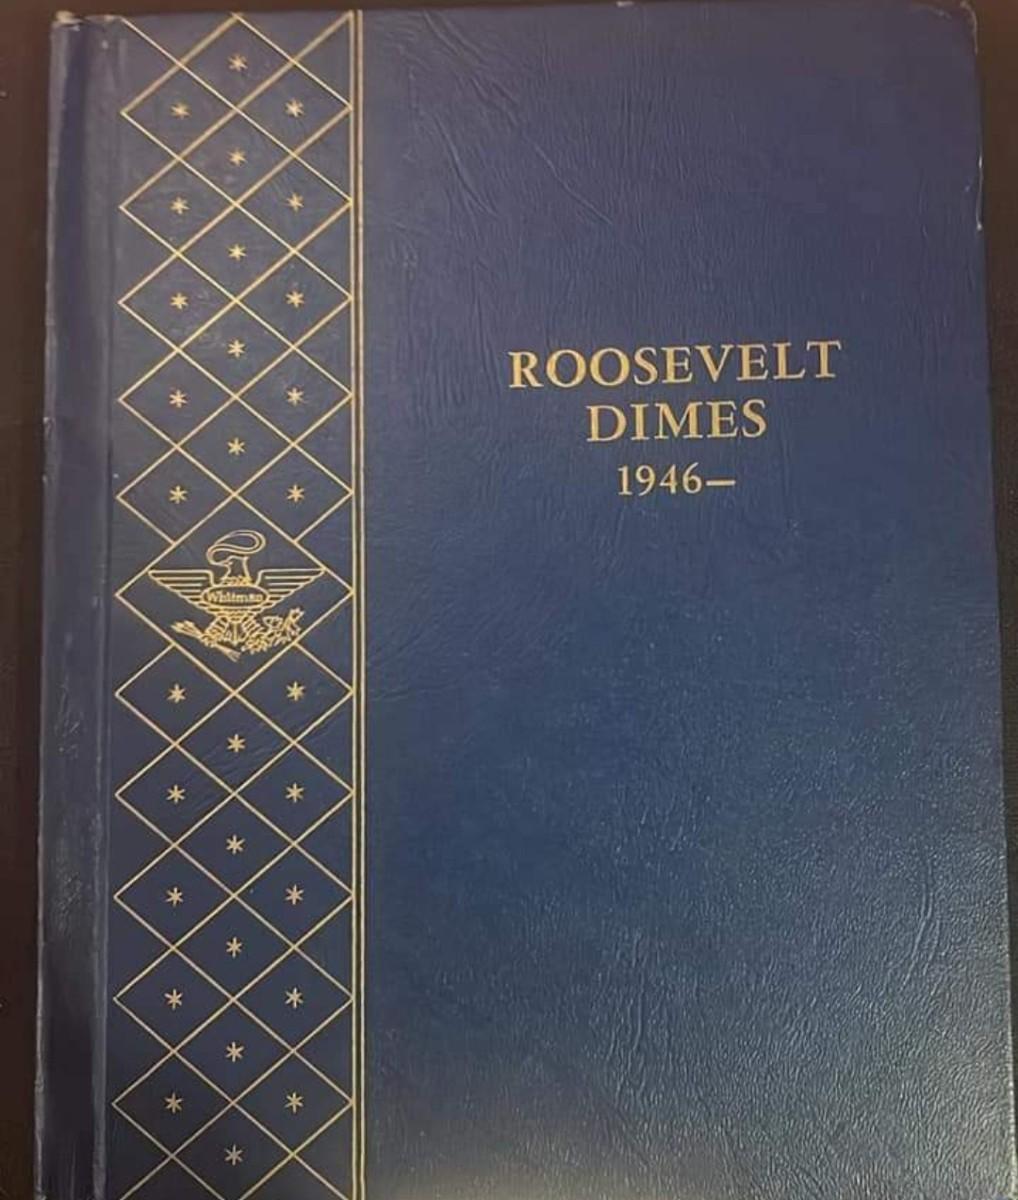 ROOSEVELT
DIMES
1946–
Whitman